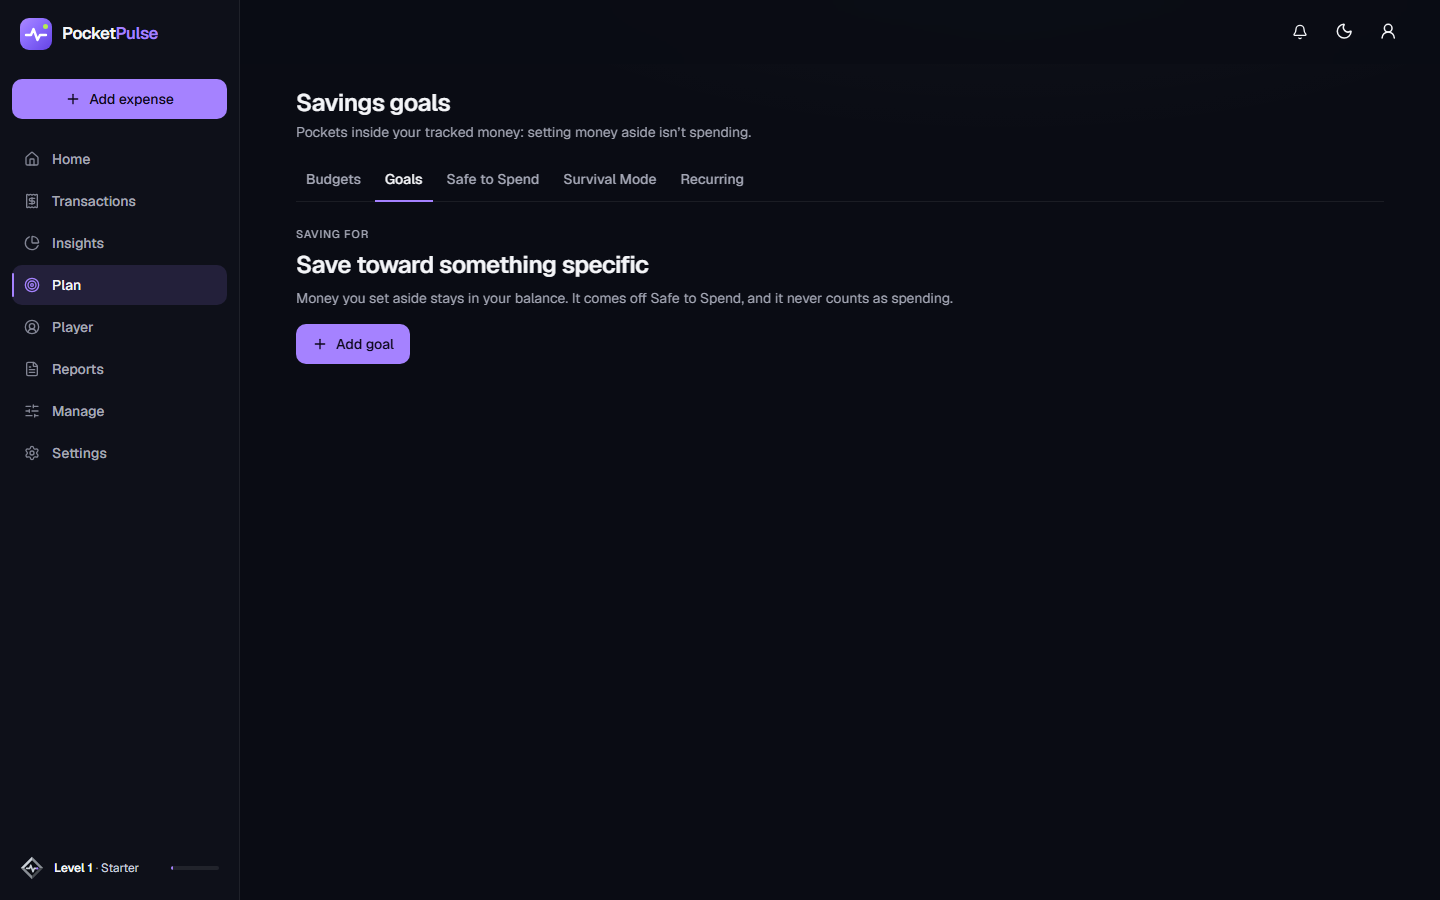 PocketPulse
Add expense
Home
Transactions
Insights
Plan
Player
Reports
Manage
Settings
Level 1 · Starter
Savings goals
Pockets inside your tracked money: setting money aside isn't spending.
Budgets Goals Safe to Spend Survival Mode Recurring
SAVING FOR
Save toward something specific
Money you set aside stays in your balance. It comes off Safe to Spend, and it never counts as spending.
Add goal